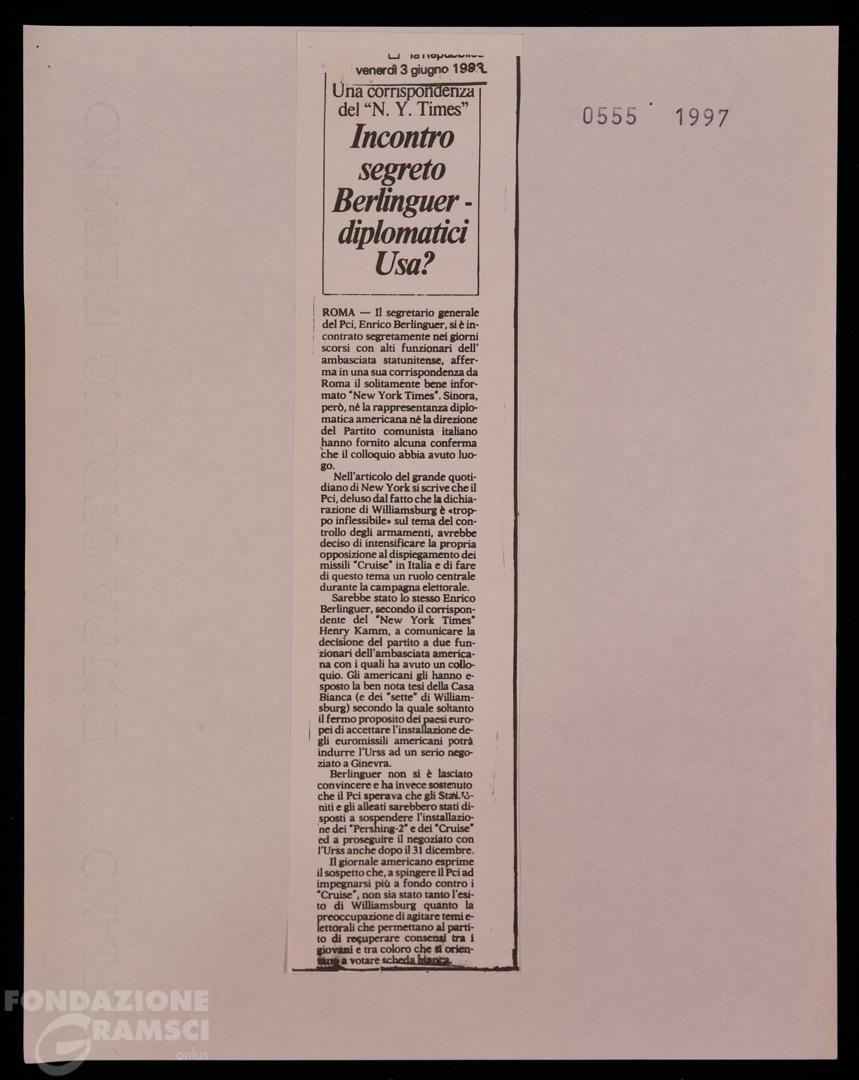 la Repubblica
venerdì 3 giugno 1983
0555 1997
Una corrispondenza
del "N. Y. Times"
Incontro
segreto
Berlinguer -
diplomatici
Usa?
ROMA — Il segretario generale
del Pci, Enrico Berlinguer, si è in-
contrato segretamente nei giorni
scorsi con alti funzionari dell'
ambasciata statunitense, affer-
ma in una sua corrispondenza da
Roma il solitamente bene infor-
mato "New York Times". Sinora,
però, né la rappresentanza diplo-
matica americana né la direzione
del Partito comunista italiano
hanno fornito alcuna conferma
che il colloquio abbia avuto luo-
go.
Nell'articolo del grande quoti-
diano di New York si scrive che il
Pci, deluso dal fatto che la dichia-
razione di Williamsburg è «trop-
po inflessibile» sul tema del con-
trollo degli armamenti, avrebbe
deciso di intensificare la propria
opposizione al dispiegamento dei
missili "Cruise" in Italia e di fare
di questo tema un ruolo centrale
durante la campagna elettorale.
Sarebbe stato lo stesso Enrico
Berlinguer, secondo il corrispon-
dente del "New York Times"
Henry Kamm, a comunicare la
decisione del partito a due fun-
zionari dell'ambasciata america-
na con i quali ha avuto un collo-
quio. Gli americani gli hanno e-
sposto la ben nota tesi della Casa
Bianca (e dei "sette" di William-
sburg) secondo la quale soltanto
il fermo proposito dei paesi euro-
pei di accettare l'installazione de-
gli euromissili americani potrà
indurre l'Urss ad un serio nego-
ziato a Ginevra.
Berlinguer non si è lasciato
convincere e ha invece sostenuto
che il Pci sperava che gli Stati U-
niti e gli alleati sarebbero stati di-
sposti a sospendere l'installazio-
ne dei "Pershing-2" e dei "Cruise"
ed a proseguire il negoziato con
l'Urss anche dopo il 31 dicembre.
Il giornale americano esprime
il sospetto che, a spingere il Pci ad
impegnarsi più a fondo contro i
"Cruise", non sia stato tanto l'esi-
to di Williamsburg quanto la
preoccupazione di agitare temi e-
lettorali che permettano al parti-
to di recuperare consensi tra i
giovani e tra coloro che si orien-
tano a votare scheda bianca.
FONDAZIONE
GRAMSCI
onlus